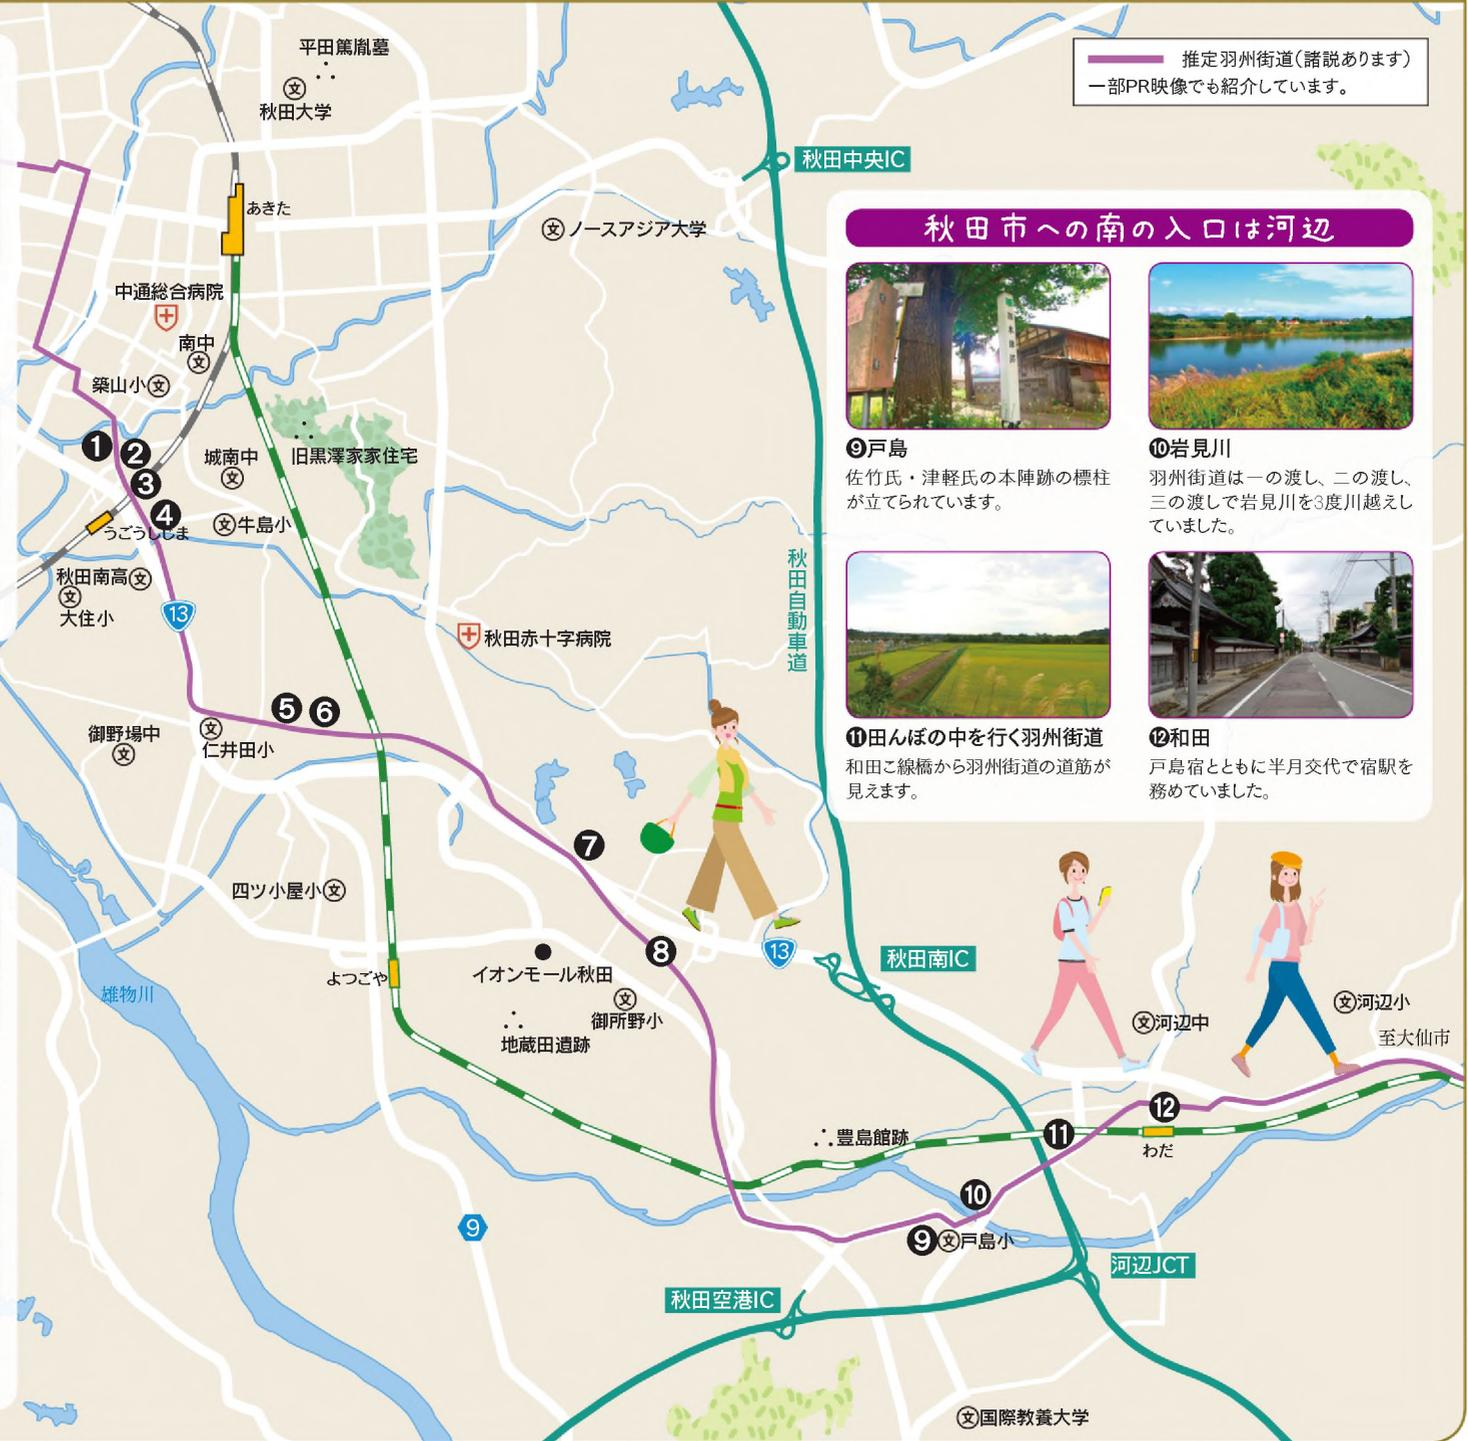 推定羽州街道（諸説あります）
一部PR映像でも紹介しています。
平田篤胤墓
秋田大学
秋田中央IC
あきた
ノースアジア大学
中通総合病院
南中
築山小
1
2
3
4
城南中
旧黒澤家家住宅
うごうしじま
牛島小
秋田南高
大住小
13
秋田赤十字病院
秋田自動車道
5
6
御野場中
仁井田小
7
四ツ小屋小
8
13
よつごや
イオンモール秋田
御所野小
地蔵田遺跡
雄物川
秋田南IC
河辺中
河辺小
至大仙市
12
11
わだ
豊島館跡
10
9
戸島小
9
河辺JCT
秋田空港IC
国際教養大学
秋田市への南の入口は河辺
❾戸島
佐竹氏・津軽氏の本陣跡の標柱
が立てられています。
❿岩見川
羽州街道は一の渡し、二の渡し、
三の渡しで岩見川を3度川越えし
ていました。
⓫田んぼの中を行く羽州街道
和田こ線橋から羽州街道の道筋が
見えます。
⓬和田
戸島宿とともに半月交代で宿駅を
務めていました。